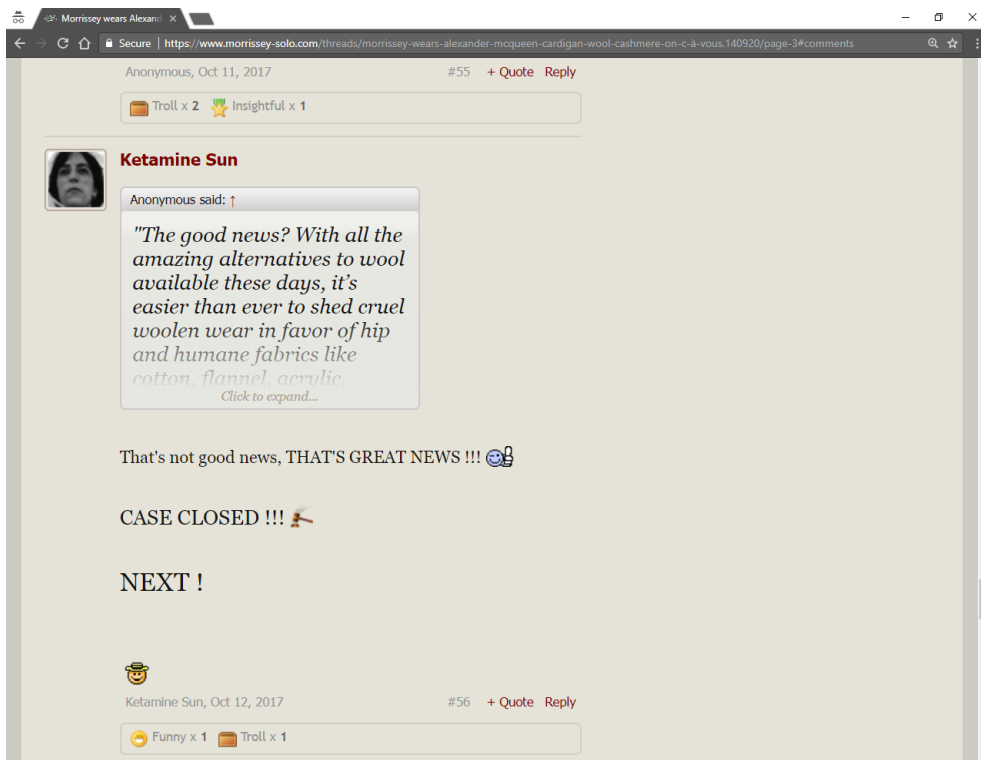 Morrissey wears Alexand
Secure | https://www.morrissey-solo.com/threads/morrissey-wears-alexander-mcqueen-cardigan-wool-cashmere-on-c-à-vous.140920/page-3#comments
Anonymous, Oct 11, 2017 #55 + Quote Reply
Troll x 2 Insightful x 1
Ketamine Sun
Anonymous said: ↑
"The good news? With all the
amazing alternatives to wool
available these days, it’s
easier than ever to shed cruel
woolen wear in favor of hip
and humane fabrics like
cotton, flannel, acrylic,
Click to expand...
That's not good news, THAT'S GREAT NEWS !!!
CASE CLOSED !!!
NEXT !
Ketamine Sun, Oct 12, 2017 #56 + Quote Reply
Funny x 1 Troll x 1